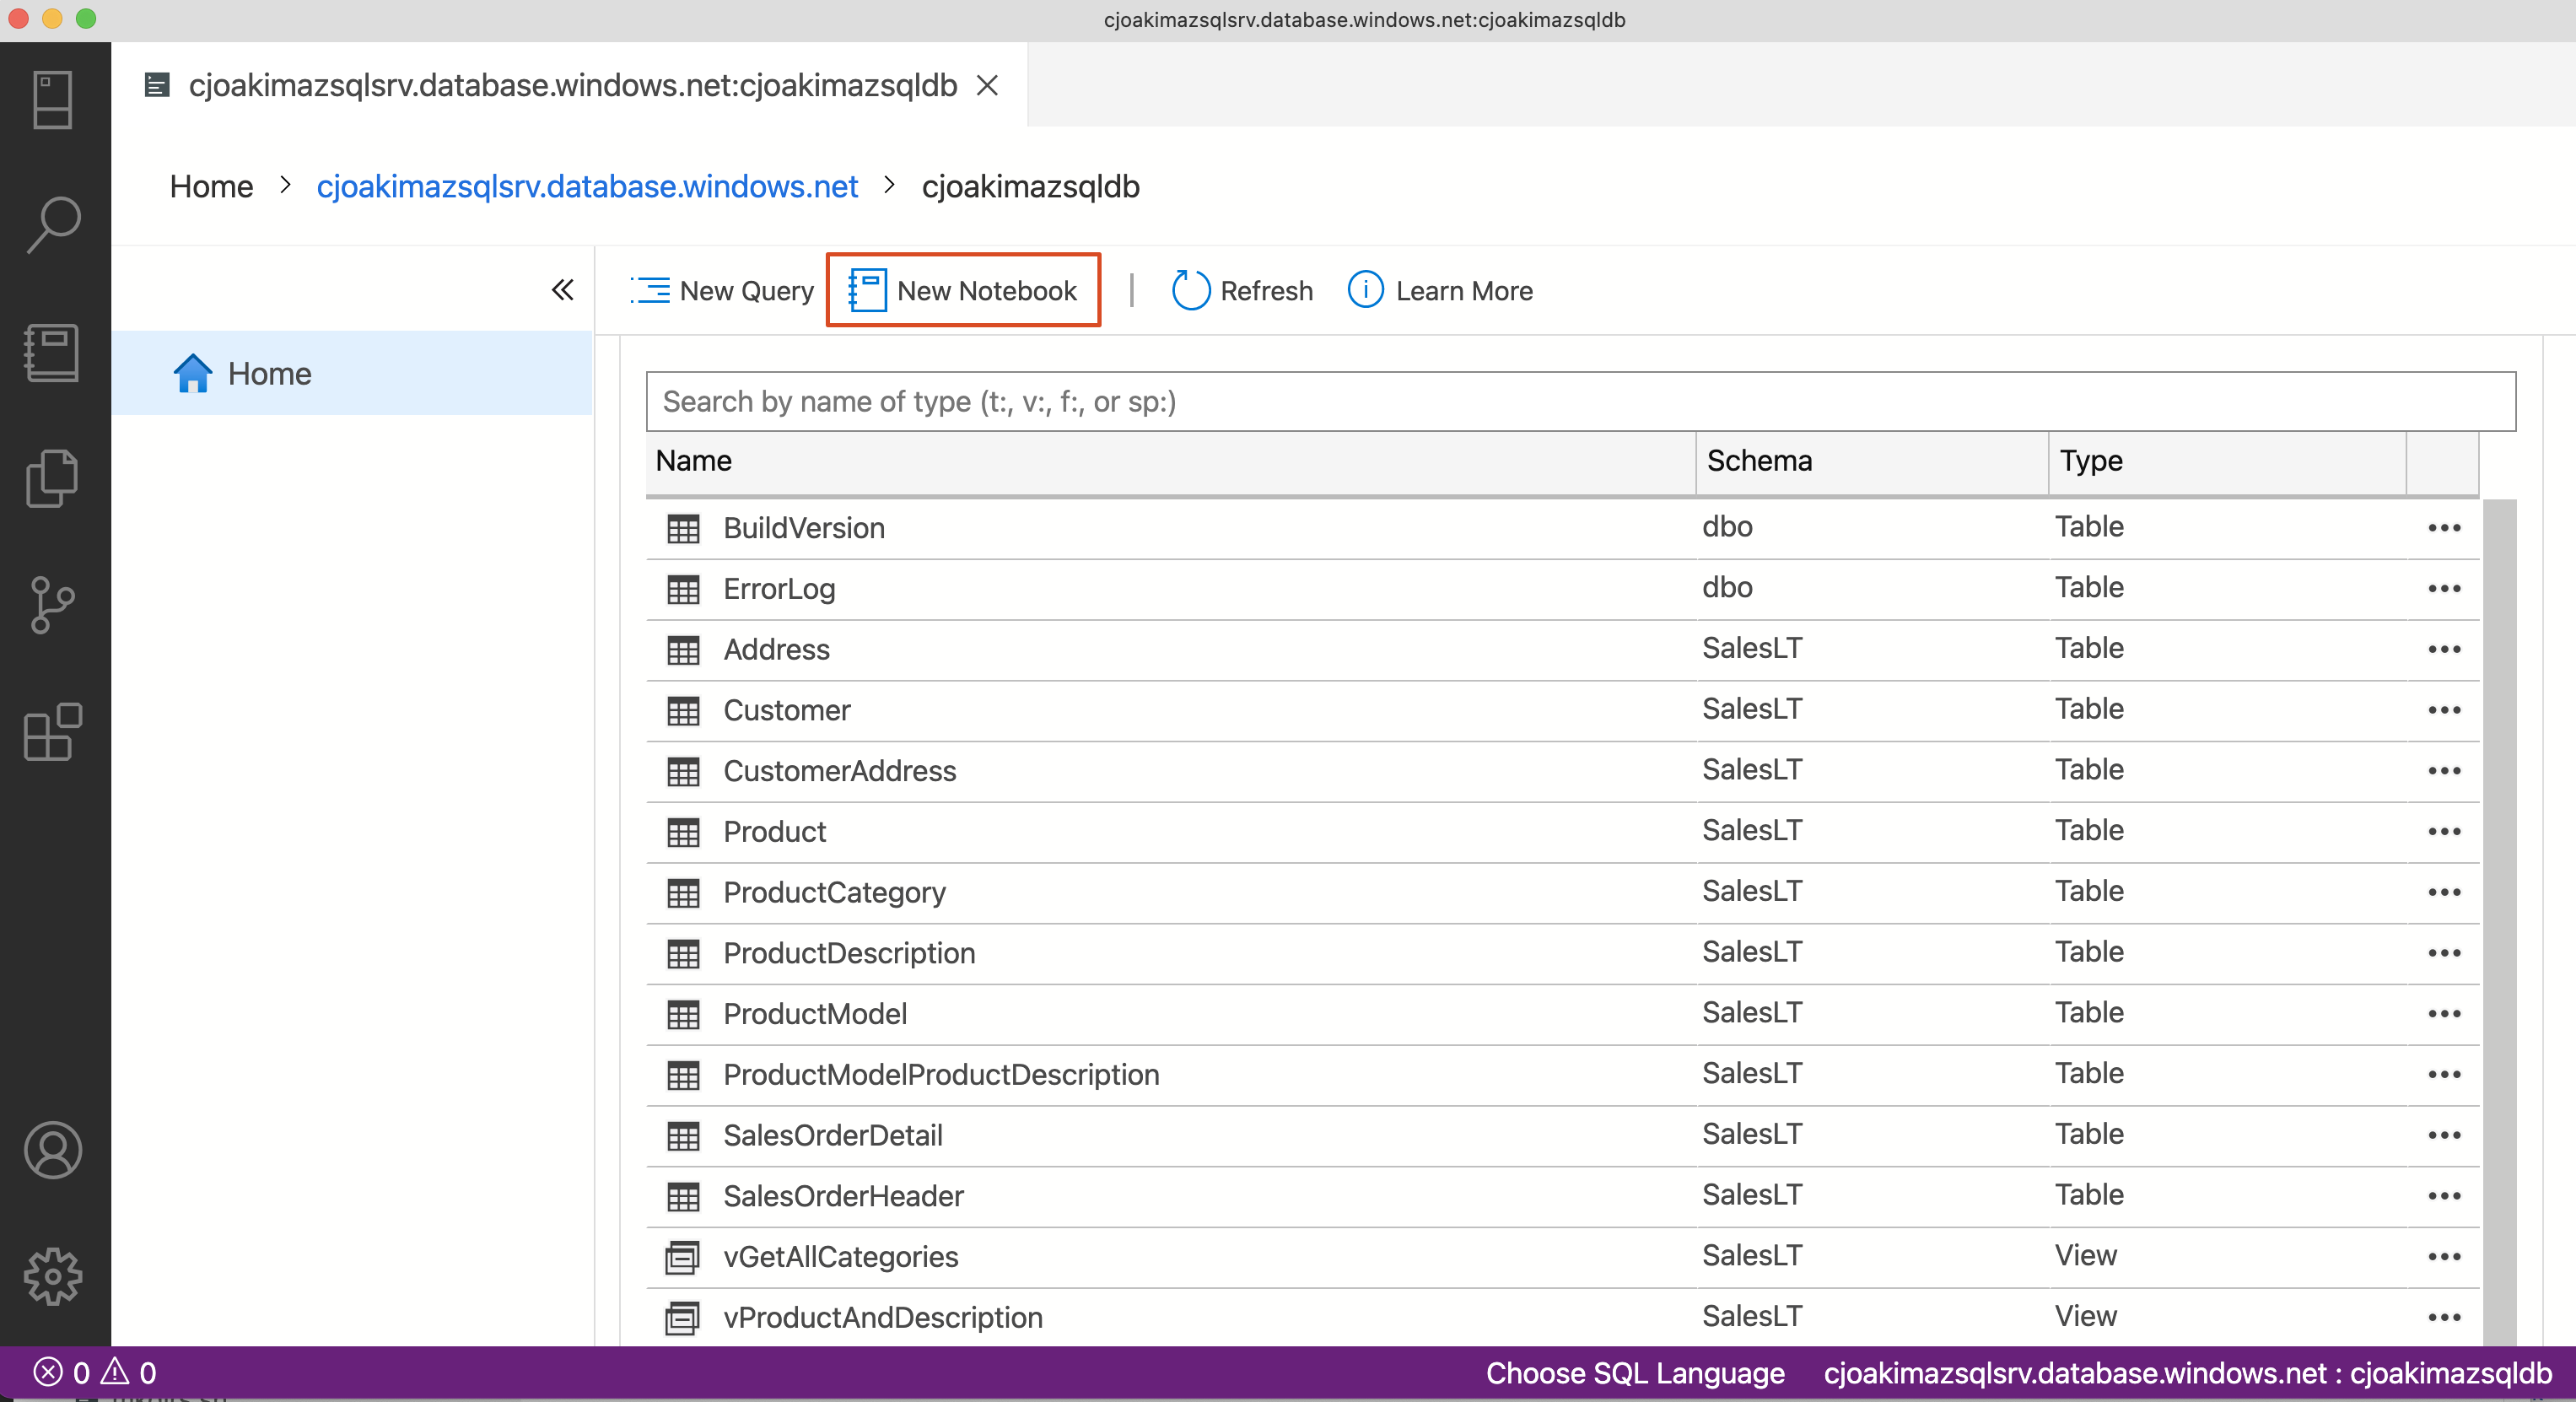 cjoakimazsqlsrv.database.windows.net:cjoakimazsqldb
cjoakimazsqlsrv.database.windows.net:cjoakimazsqldb
Home > cjoakimazsqlsrv.database.windows.net > cjoakimazsqldb
New Query New Notebook | Refresh Learn More
Home
Search by name of type (t:, v:, f:, or sp:)
Name Schema Type
BuildVersion dbo Table
ErrorLog dbo Table
Address SalesLT Table
Customer SalesLT Table
CustomerAddress SalesLT Table
Product SalesLT Table
ProductCategory SalesLT Table
ProductDescription SalesLT Table
ProductModel SalesLT Table
ProductModelProductDescription SalesLT Table
SalesOrderDetail SalesLT Table
SalesOrderHeader SalesLT Table
vGetAllCategories SalesLT View
vProductAndDescription SalesLT View
0 0 Choose SQL Language cjoakimazsqlsrv.database.windows.net : cjoakimazsqldb